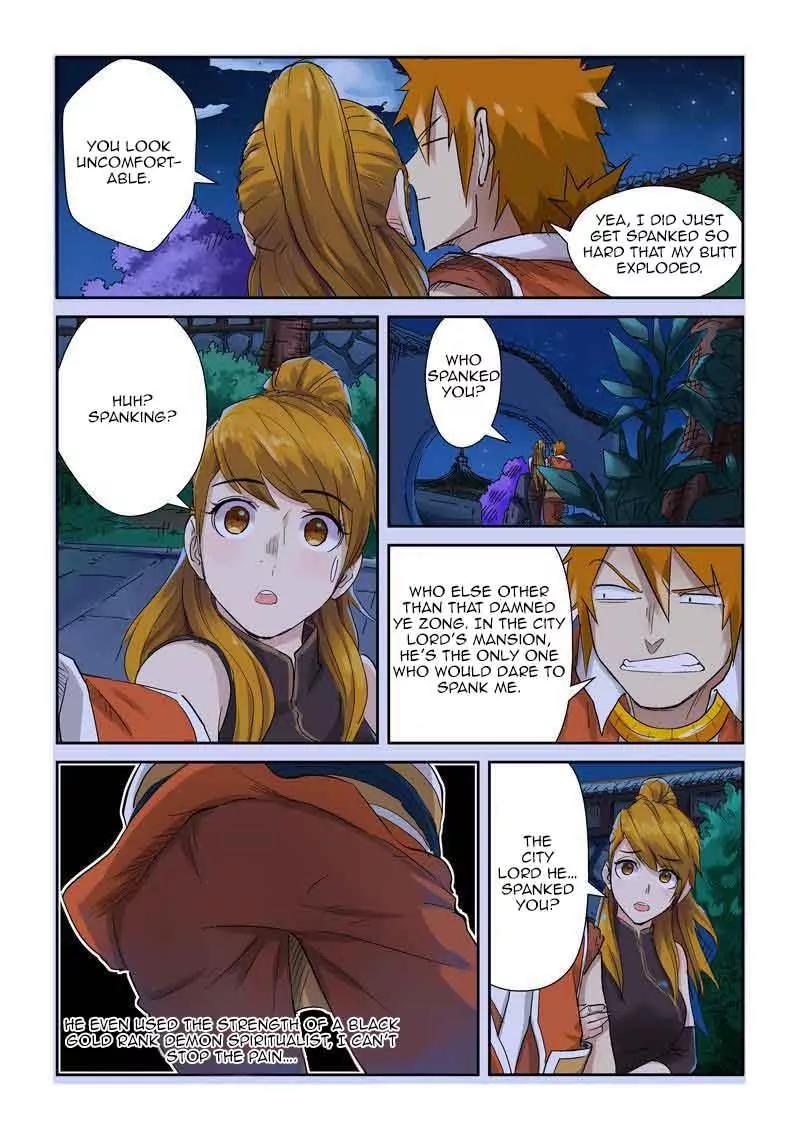 YOU LOOK
UNCOMFORT-
ABLE.
YEA, I DID JUST
GET SPANKED SO
HARD THAT MY BUTT
EXPLODED.
HUH?
SPANKING?
WHO
SPANKED
YOU?
WHO ELSE OTHER
THAN THAT DAMNED
YE ZONG. IN THE CITY
LORD'S MANSION,
HE'S THE ONLY ONE
WHO WOULD DARE TO
SPANK ME.
HE EVEN USED THE STRENGTH OF A BLACK
GOLD RANK DEMON SPIRITUALIST, I CAN'T
STOP THE PAIN....
THE
CITY
LORD HE...
SPANKED
YOU?